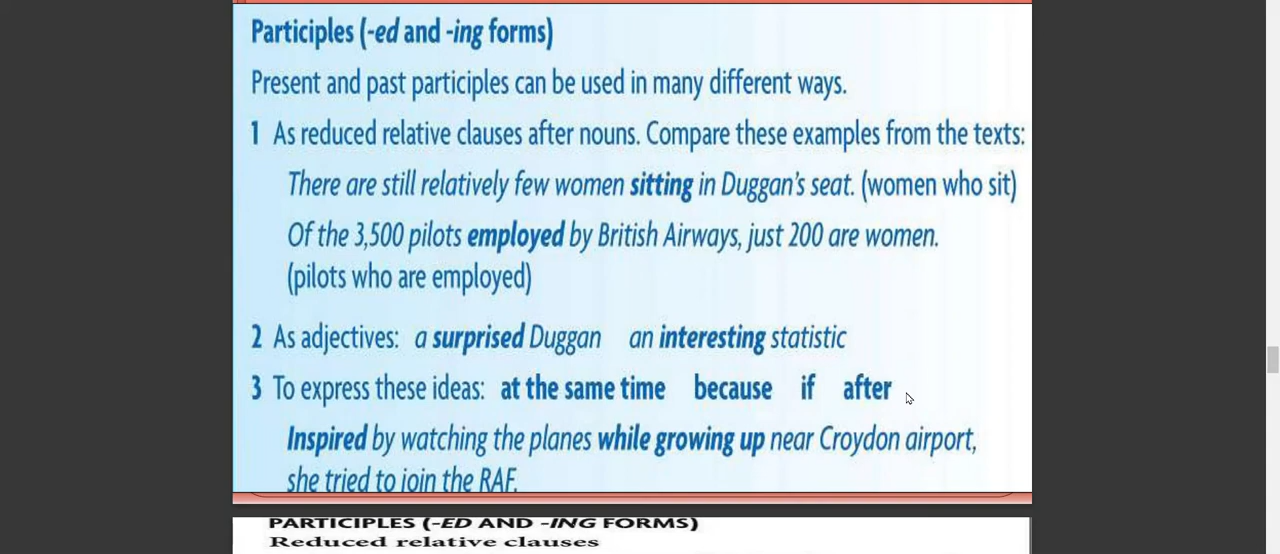 Participles (-ed and -ing forms)
Present and past participles can be used in many different ways.
1 As reduced relative clauses after nouns. Compare these examples from the texts:
There are still relatively few women sitting in Duggan's seat. (women who sit)
Of the 3,500 pilots employed by British Airways, just 200 are women.
(pilots who are employed)
2 As adjectives: a surprised Duggan an interesting statistic
3 To express these ideas: at the same time because if after
Inspired by watching the planes while growing up near Croydon airport,
she tried to join the RAF.
PARTICIPLES (-ED AND -ING FORMS)
Reduced relative clauses